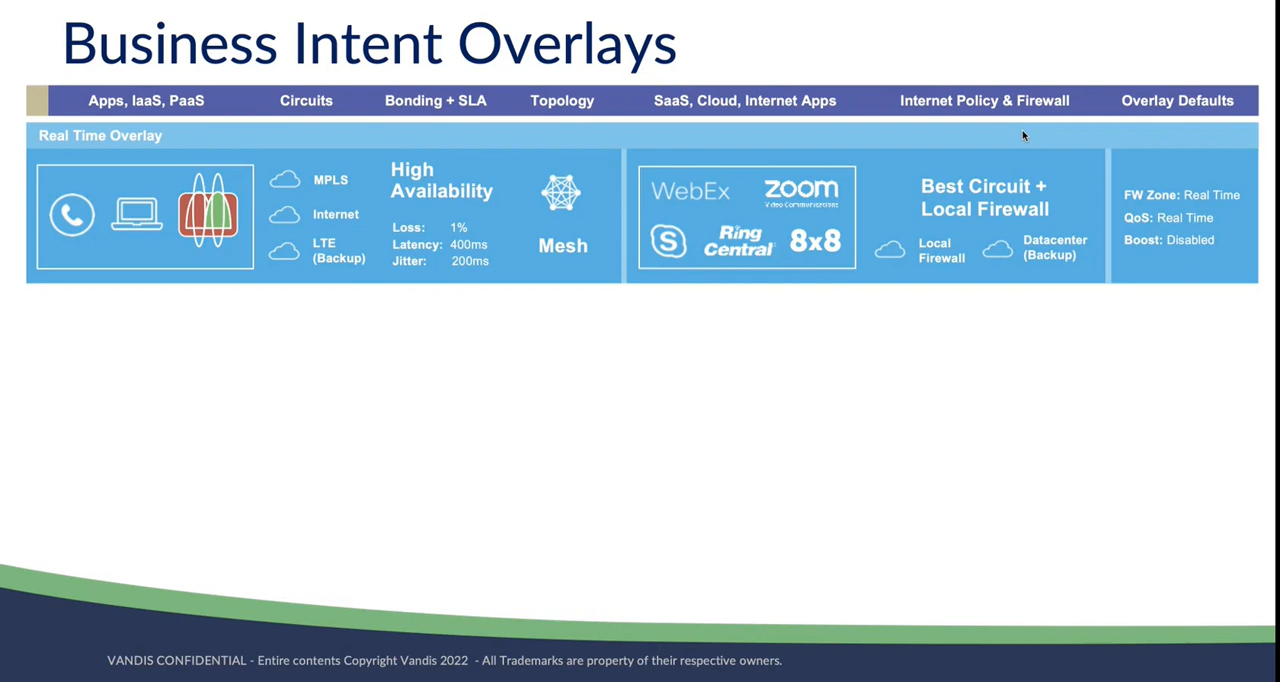 Business Intent Overlays
Apps, IaaS, PaaS Circuits Bonding + SLA Topology SaaS, Cloud, Internet Apps Internet Policy & Firewall Overlay Defaults
Real Time Overlay
MPLS
Internet
LTE
(Backup)
High
Availability
Loss: 1%
Latency: 400ms
Jitter: 200ms
Mesh
WebEx
zoom
Video Communications
S
Ring
Central
8x8
Best Circuit +
Local Firewall
Local
Firewall
Datacenter
(Backup)
FW Zone: Real Time
QoS: Real Time
Boost: Disabled
VANDIS CONFIDENTIAL - Entire contents Copyright Vandis 2022 - All Trademarks are property of their respective owners.